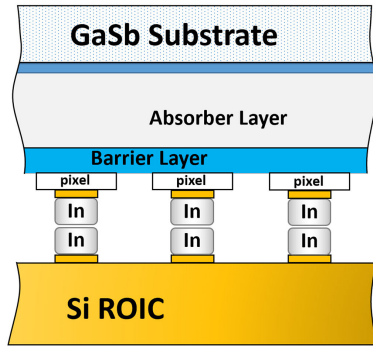 GaSb Substrate
Absorber Layer
Barrier Layer
pixel pixel pixel
In In In
In In In
Si ROIC